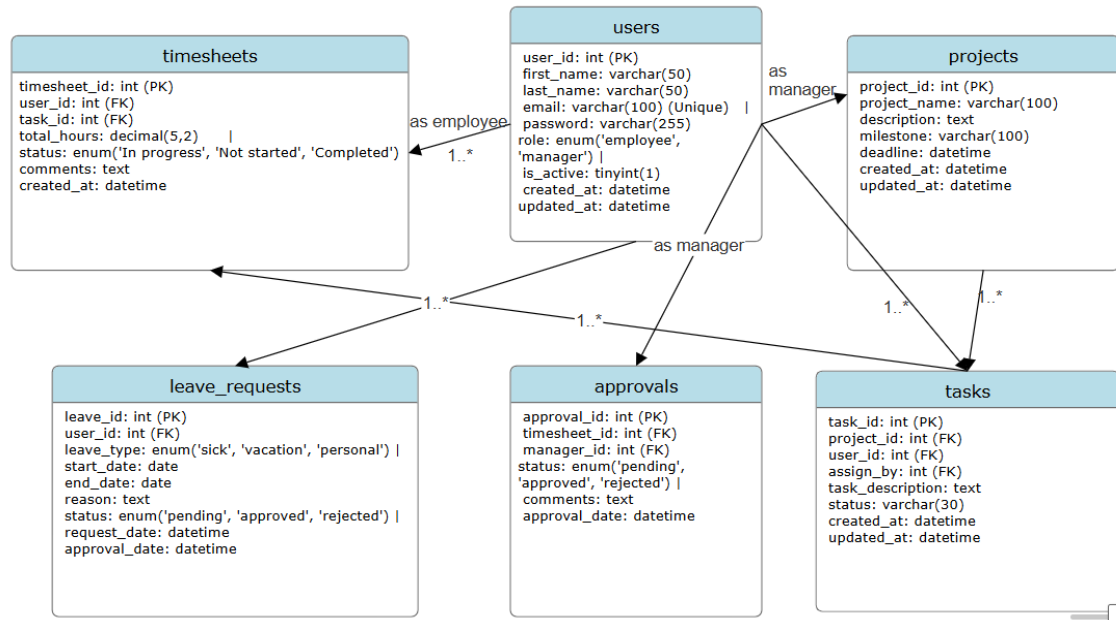 timesheets
timesheet_id: int (PK)
user_id: int (FK)
task_id: int (FK)
total_hours: decimal(5,2) |
status: enum('In progress', 'Not started', 'Completed')
comments: text
created_at: datetime
as employee
1..*
users
user_id: int (PK)
first_name: varchar(50)
last_name: varchar(50)
email: varchar(100) (Unique) |
password: varchar(255)
role: enum('employee',
'manager') |
is_active: tinyint(1)
created_at: datetime
updated_at: datetime
as
manager
projects
project_id: int (PK)
project_name: varchar(100)
description: text
milestone: varchar(100)
deadline: datetime
created_at: datetime
updated_at: datetime
as manager
1..*
1..*
1..*
1..*
leave_requests
leave_id: int (PK)
user_id: int (FK)
leave_type: enum('sick', 'vacation', 'personal') |
start_date: date
end_date: date
reason: text
status: enum('pending', 'approved', 'rejected') |
request_date: datetime
approval_date: datetime
approvals
approval_id: int (PK)
timesheet_id: int (FK)
manager_id: int (FK)
status: enum('pending',
'approved', 'rejected') |
comments: text
approval_date: datetime
tasks
task_id: int (PK)
project_id: int (FK)
user_id: int (FK)
assign_by: int (FK)
task_description: text
status: varchar(30)
created_at: datetime
updated_at: datetime